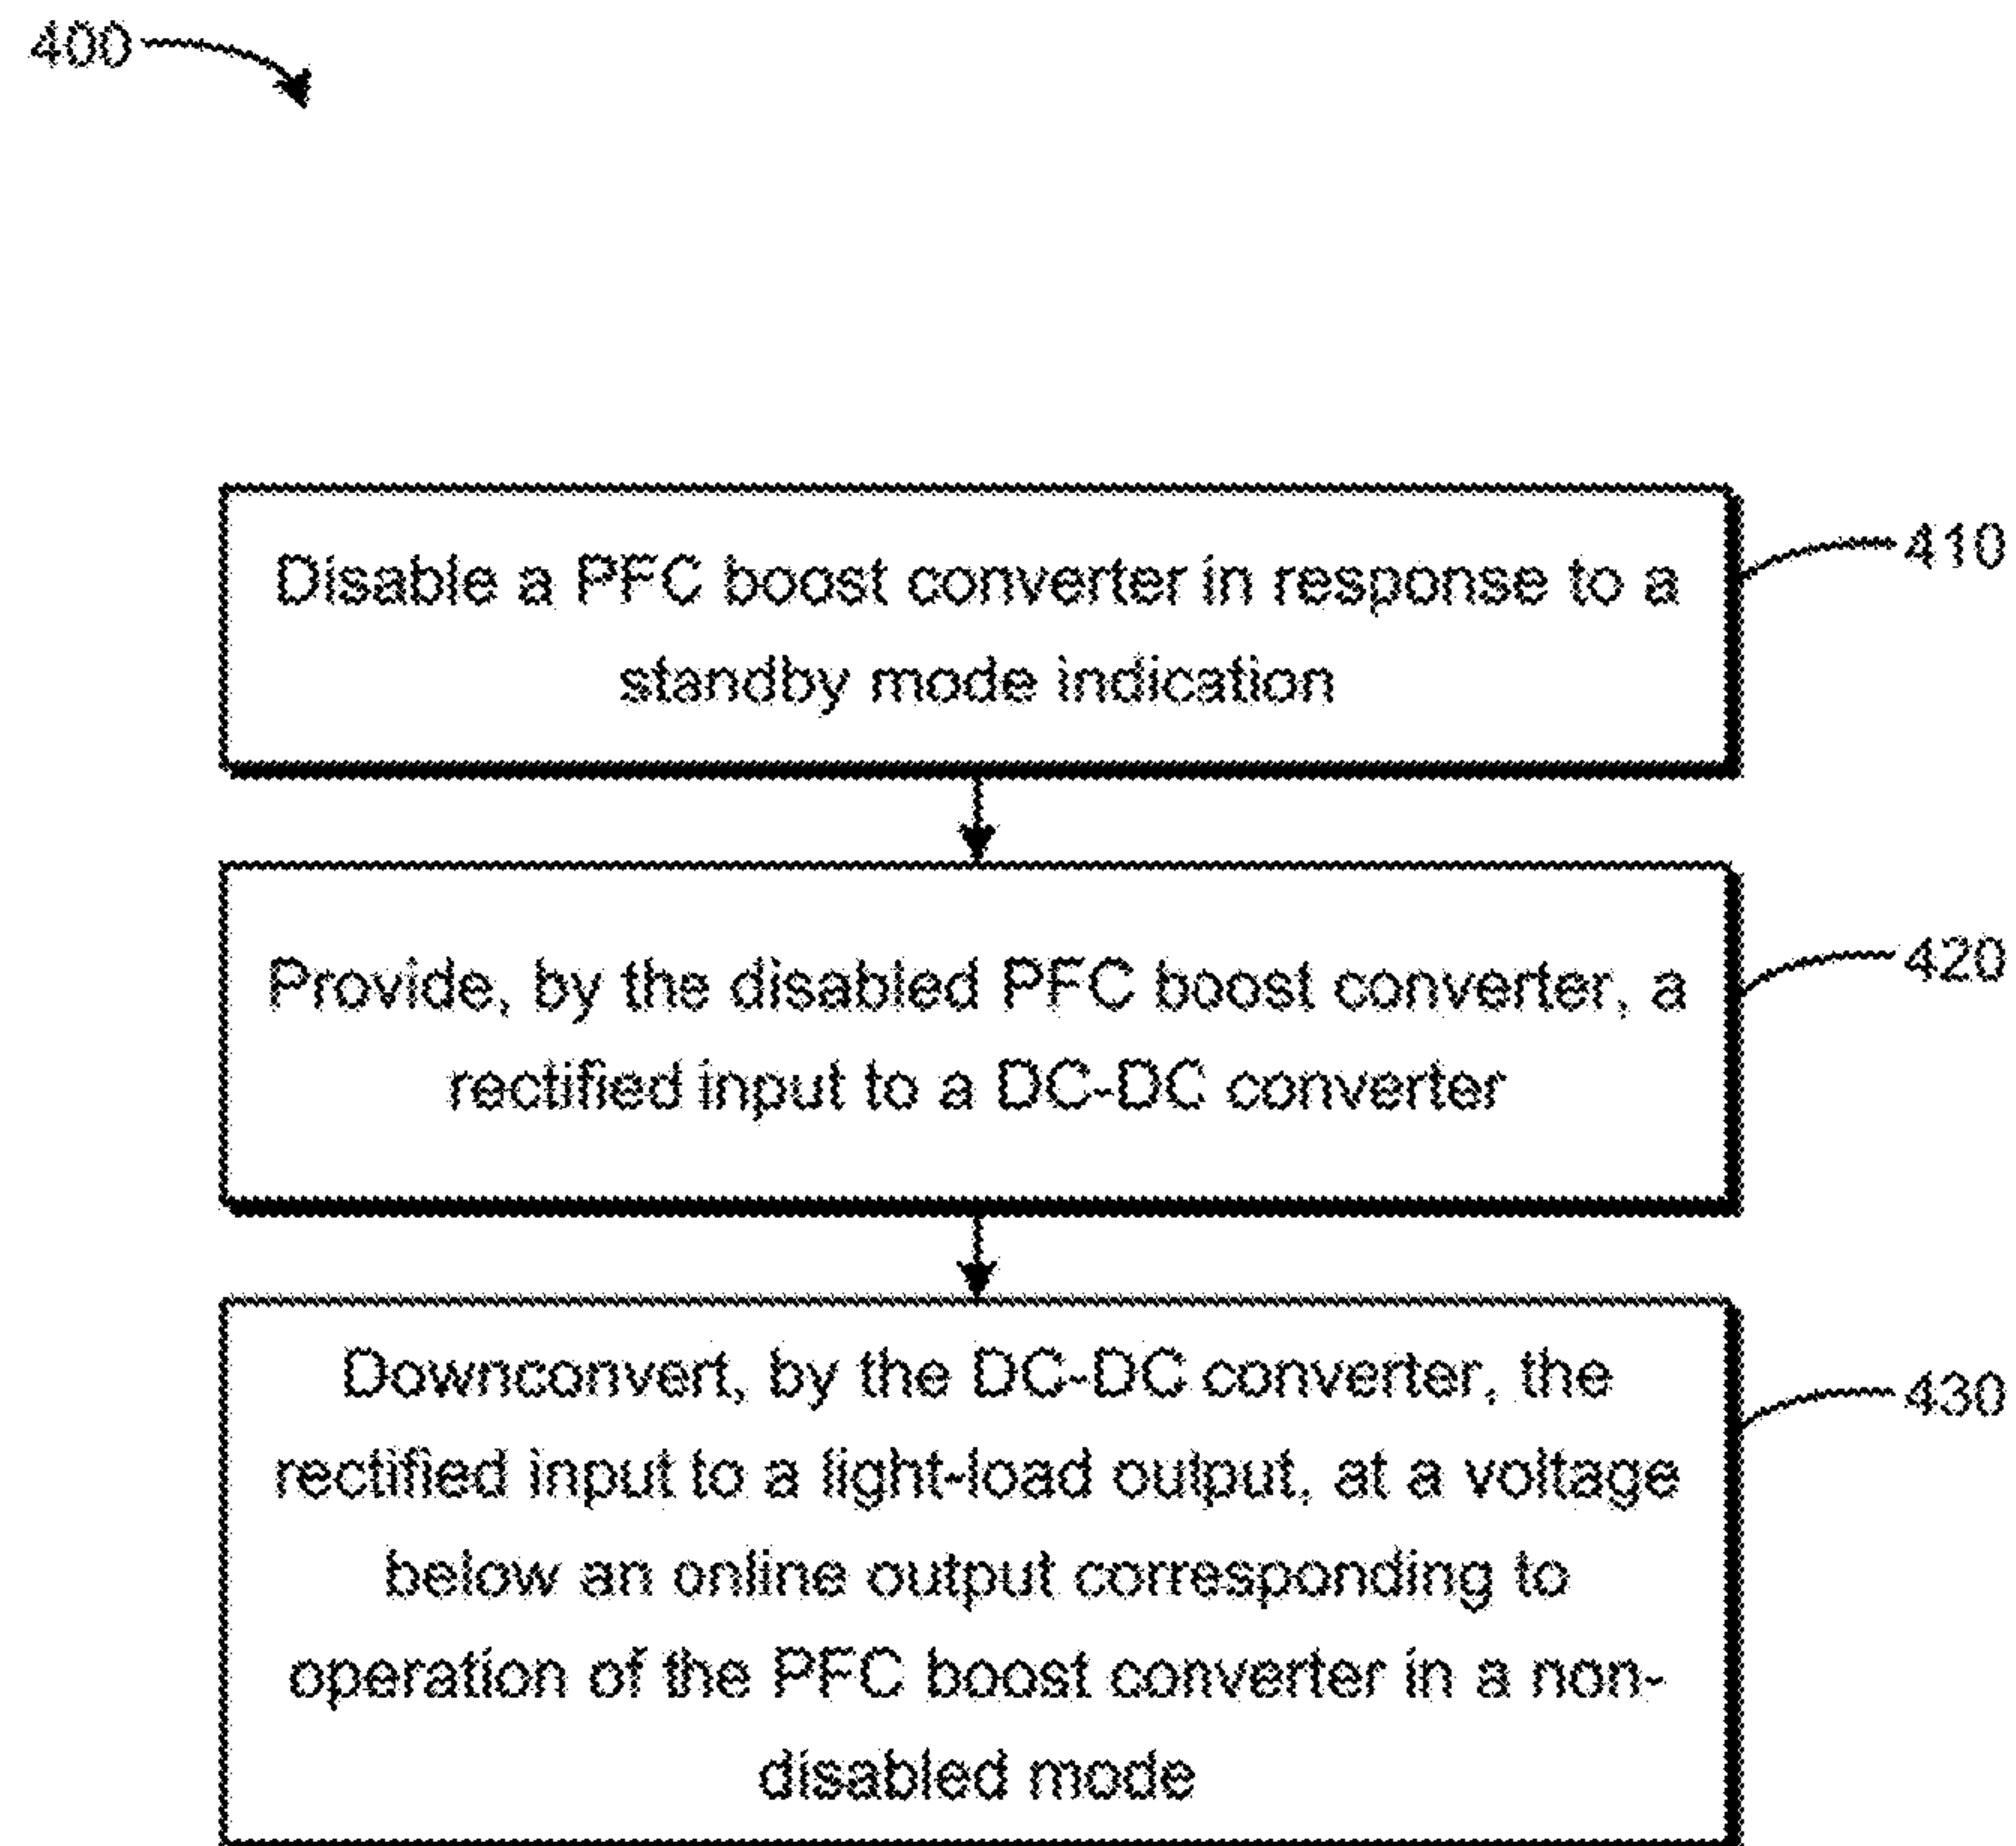 400
Disable a PFC boost converter in response to a
standby mode indication
410
Provide, by the disabled PFC boost converter, a
rectified input to a DC-DC converter
420
Downconvert, by the DC-DC converter, the
rectified input to a light-load output, at a voltage
below an online output corresponding to
operation of the PFC boost converter in a non-
disabled mode
430